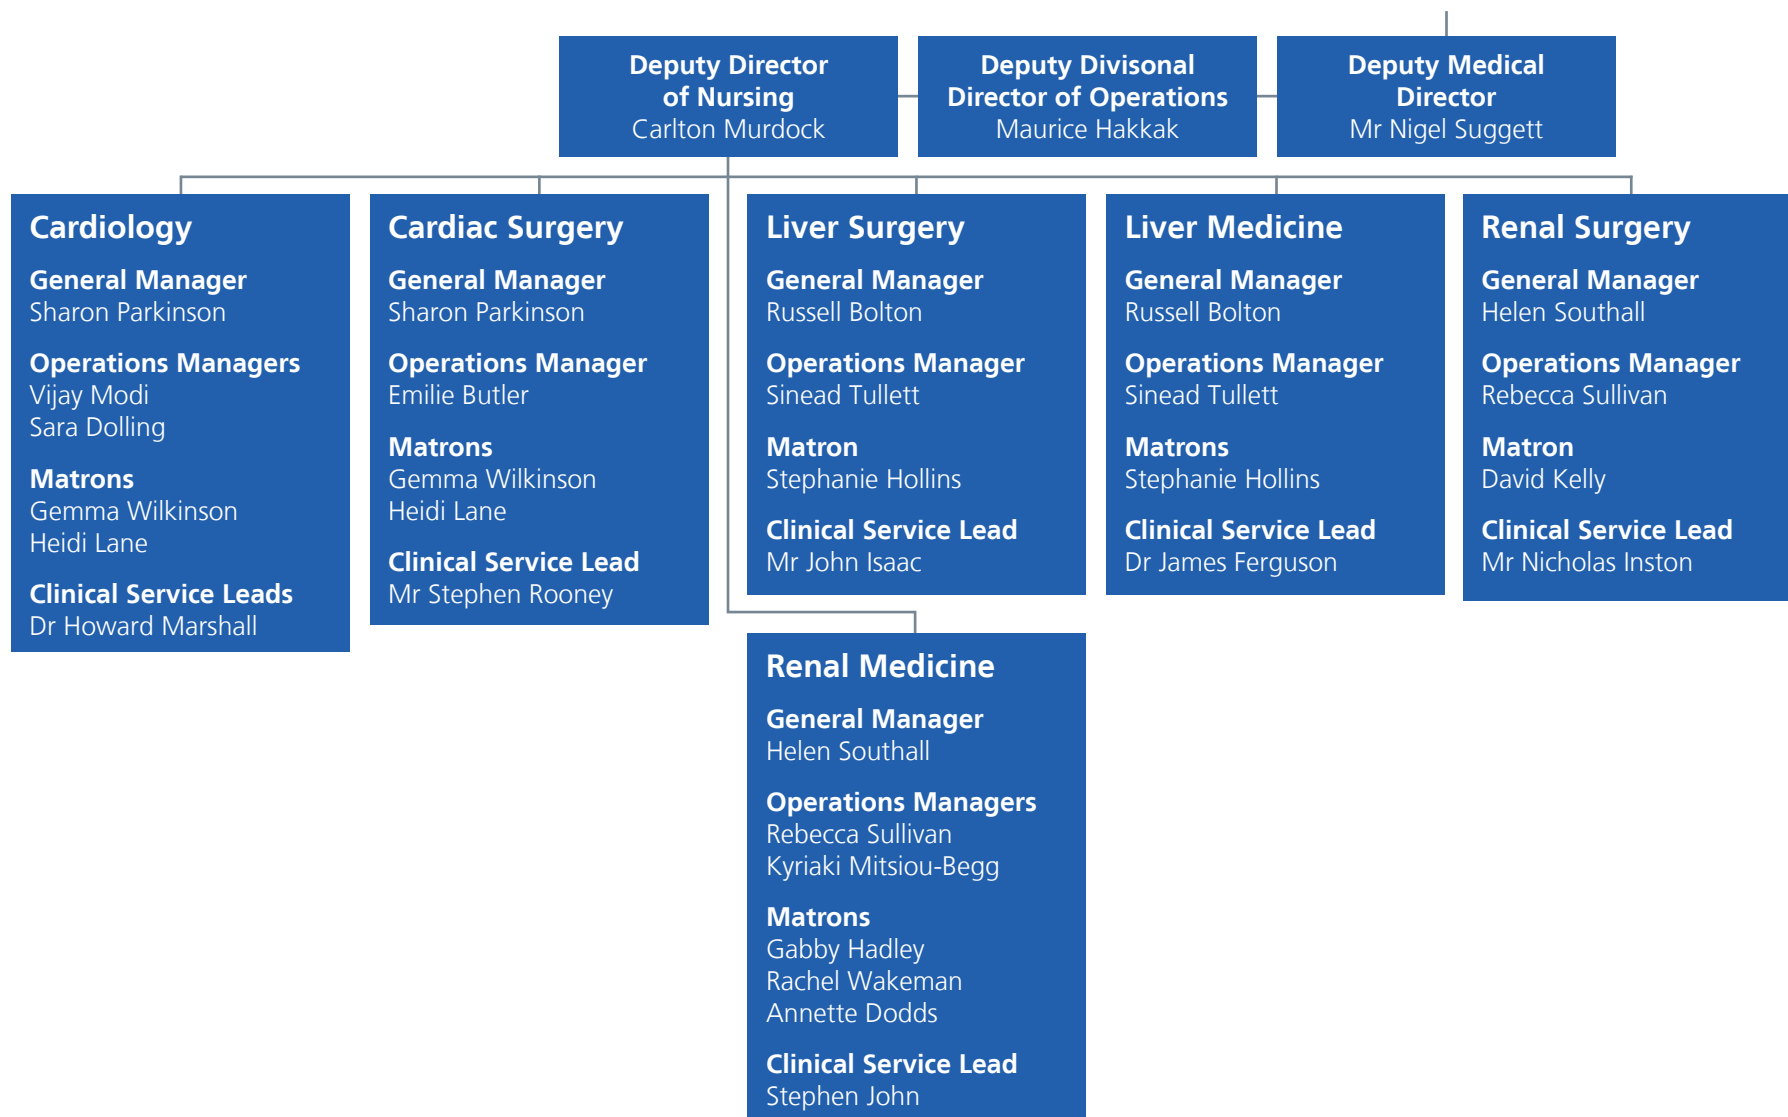 Deputy Director
of Nursing
Carlton Murdock
Deputy Divisonal
Director of Operations
Maurice Hakkak
Deputy Medical
Director
Mr Nigel Suggett
Cardiology
General Manager
Sharon Parkinson
Operations Managers
Vijay Modi
Sara Dolling
Matrons
Gemma Wilkinson
Heidi Lane
Clinical Service Leads
Dr Howard Marshall
Cardiac Surgery
General Manager
Sharon Parkinson
Operations Manager
Emilie Butler
Matrons
Gemma Wilkinson
Heidi Lane
Clinical Service Lead
Mr Stephen Rooney
Liver Surgery
General Manager
Russell Bolton
Operations Manager
Sinead Tullett
Matron
Stephanie Hollins
Clinical Service Lead
Mr John Isaac
Liver Medicine
General Manager
Russell Bolton
Operations Manager
Sinead Tullett
Matrons
Stephanie Hollins
Clinical Service Lead
Dr James Ferguson
Renal Surgery
General Manager
Helen Southall
Operations Manager
Rebecca Sullivan
Matron
David Kelly
Clinical Service Lead
Mr Nicholas Inston
Renal Medicine
General Manager
Helen Southall
Operations Managers
Rebecca Sullivan
Kyriaki Mitsiou-Begg
Matrons
Gabby Hadley
Rachel Wakeman
Annette Dodds
Clinical Service Lead
Stephen John